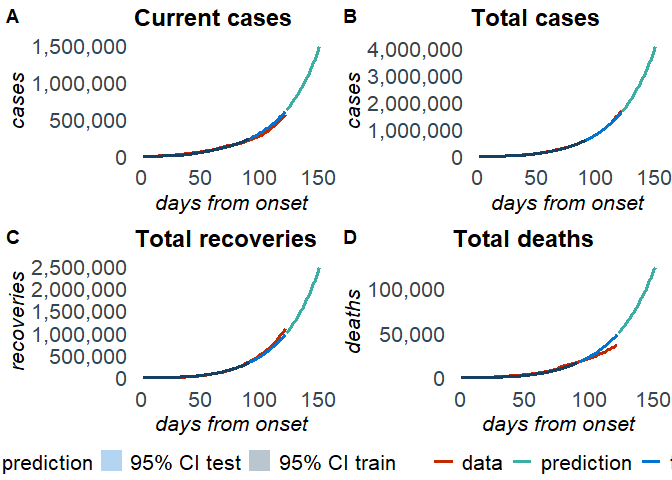 A Current cases B Total cases
1,500,000
1,000,000
500,000
0
cases
0 50 100 150
days from onset
4,000,000
3,000,000
2,000,000
1,000,000
0
cases
0 50 100 150
days from onset
C Total recoveries D Total deaths
2,500,000
2,000,000
1,500,000
1,000,000
500,000
0
recoveries
0 50 100 150
days from onset
100,000
50,000
0
deaths
0 50 100 150
days from onset
prediction 95% CI test 95% CI train data prediction